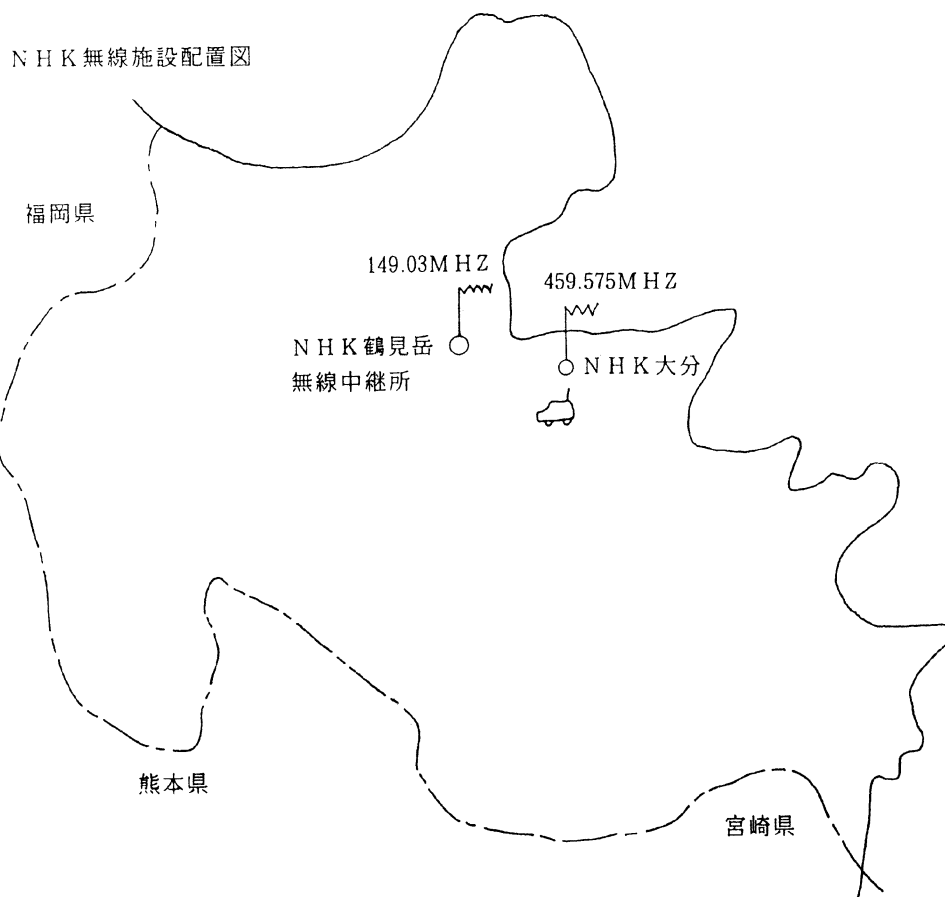 NHK無線施設配置図
福岡県
149.03MHZ
459.575MHZ
NHK鶴見岳
無線中継所
NHK大分
熊本県
宮崎県